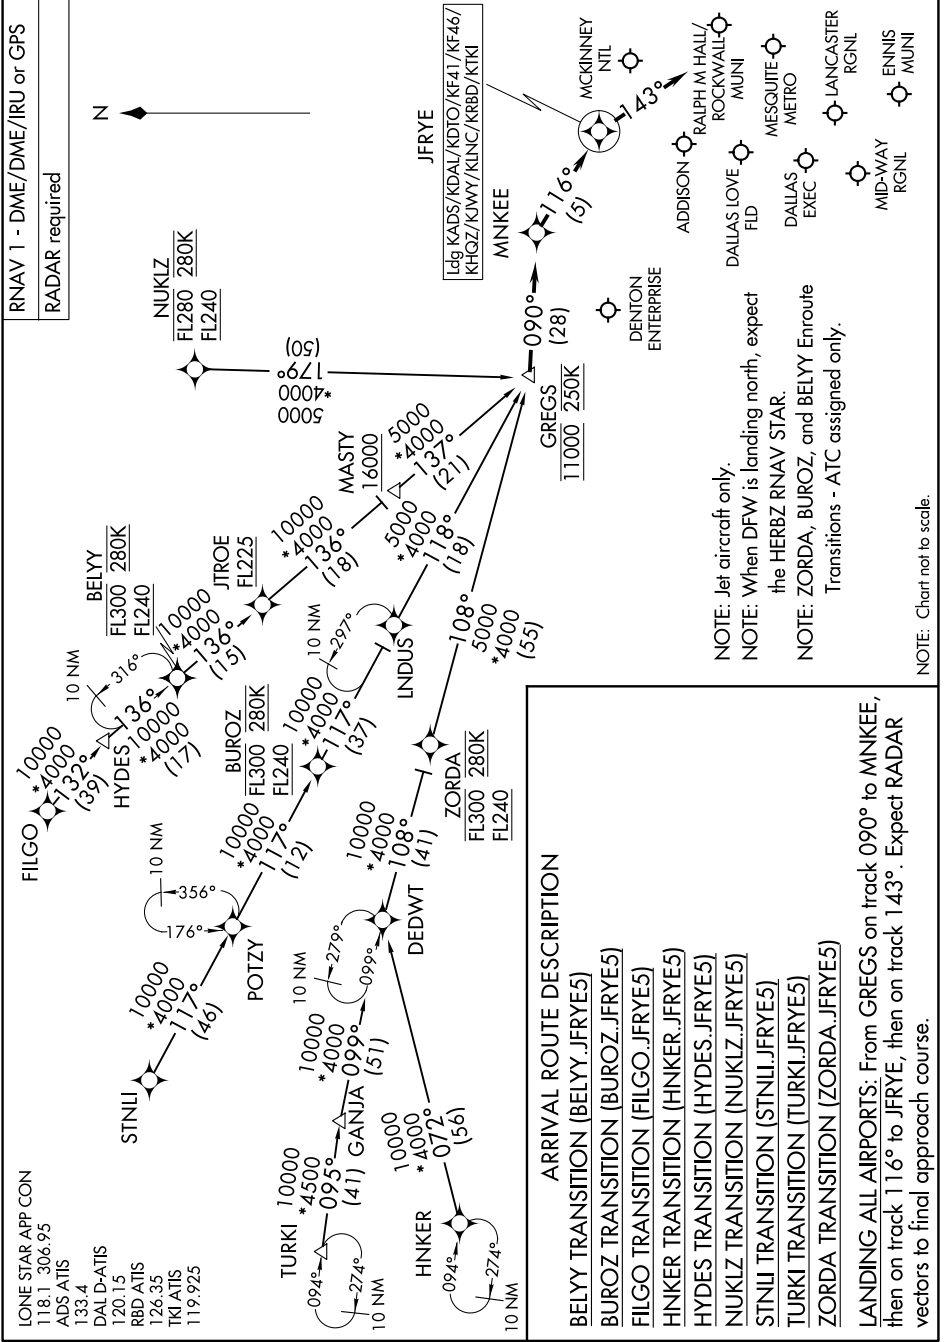 RNAV 1 - DME/DME/IRU or GPS
RADAR required
LONE STAR APP CON
118.1 306.95
ADS ATIS
133.4
DAL D-ATIS
120.15
RBD ATIS
126.35
TKI ATIS
119.925
N
NUKLZ
FL280 280K
FL240
5000
*4000
179°
(50)
FILGO
10000
*4000
132°
(39)
HYDES
136°
10000
*4000
(17)
10 NM
316°
BELYY
FL300 280K
FL240
10000
*4000
136°
(15)
JTROE
FL225
10000
*4000
136°
(18)
MASTY
16000
5000
*4000
137°
(21)
STNLI
10000
*4000
117°
(46)
POTZY
10 NM
356°
176°
10000
*4000
117°
(12)
BUROZ
FL300 280K
FL240
10000
*4000
117°
(37)
10 NM
297°
LNDUS
5000
*4000
118°
(18)
TURKI
094°
274°
10 NM
10000
*4500
095°
(41)
GANJA
10000
*4000
099°
(51)
10 NM
279°
099°
DEDWT
HNKER
094°
274°
10 NM
10000
*4000
072°
(56)
10000
*4000
108°
(41)
ZORDA
FL300 280K
FL240
108°
5000
*4000
(55)
GREGS
11000 250K
090°
(28)
MNKEE
116°
(5)
JFRYE
Ldg KADS/KDAL/KDTO/KF41/KF46/
KHQZ/KJWY/KLNC/KRBD/KTKI
143°
MCKINNEY
NTL
DENTON
ENTERPRISE
ADDISON
RALPH M HALL/
ROCKWALL
MUNI
DALLAS LOVE
FLD
MESQUITE
METRO
DALLAS
EXEC
LANCASTER
RGNL
MID-WAY
RGNL
ENNIS
MUNI
NOTE: Jet aircraft only.
NOTE: When DFW is landing north, expect
the HERBZ RNAV STAR.
NOTE: ZORDA, BUROZ, and BELYY Enroute
Transitions - ATC assigned only.
NOTE: Chart not to scale.
ARRIVAL ROUTE DESCRIPTION
BELYY TRANSITION (BELYY.JFRYE5)
BUROZ TRANSITION (BUROZ.JFRYE5)
FILGO TRANSITION (FILGO.JFRYE5)
HNKER TRANSITION (HNKER.JFRYE5)
HYDES TRANSITION (HYDES.JFRYE5)
NUKLZ TRANSITION (NUKLZ.JFRYE5)
STNLI TRANSITION (STNLI.JFRYE5)
TURKI TRANSITION (TURKI.JFRYE5)
ZORDA TRANSITION (ZORDA.JFRYE5)
LANDING ALL AIRPORTS: From GREGS on track 090° to MNKEE,
then on track 116° to JFRYE, then on track 143°. Expect RADAR
vectors to final approach course.